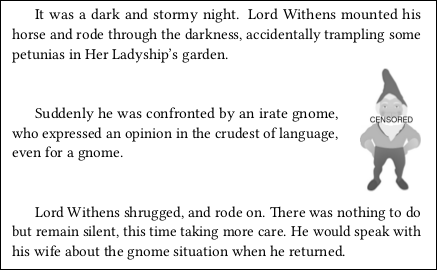 It was a dark and stormy night. Lord Withens mounted his
horse and rode through the darkness, accidentally trampling some
petunias in Her Ladyship's garden.
Suddenly he was confronted by an irate gnome,
who expressed an opinion in the crudest of language,
even for a gnome.
CENSORED
Lord Withens shrugged, and rode on. There was nothing to do
but remain silent, this time taking more care. He would speak with
his wife about the gnome situation when he returned.